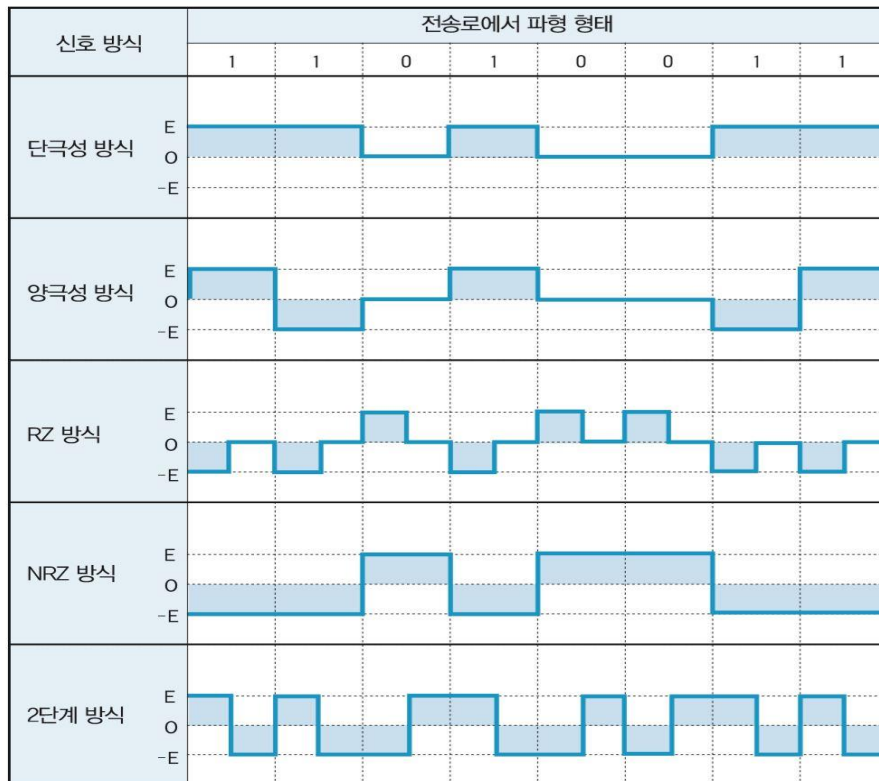 신호 방식
전송로에서 파형 형태
1 1 0 1 0 0 1 1
단극성 방식
E
O
-E
양극성 방식
E
O
-E
RZ 방식
E
O
-E
NRZ 방식
E
O
-E
2단계 방식
E
O
-E